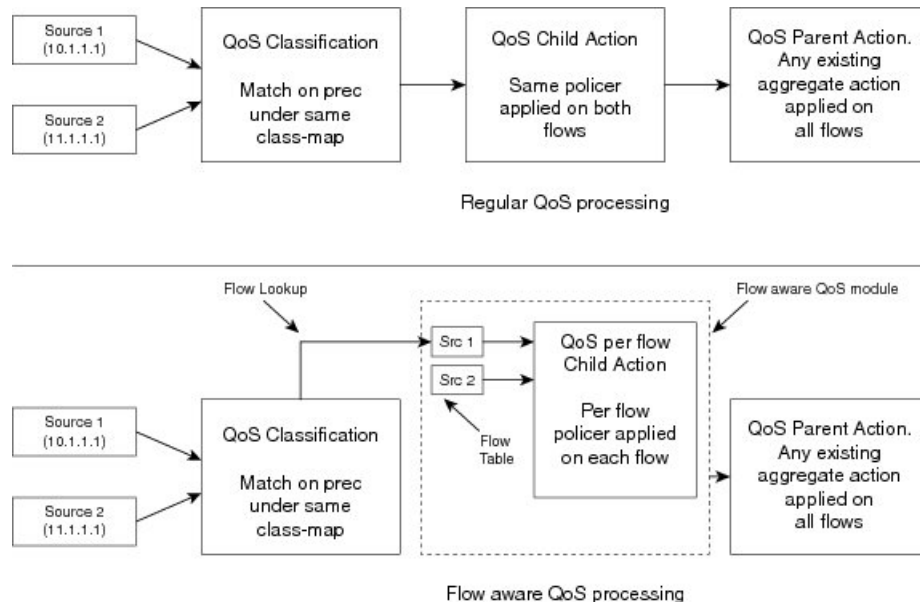 Source 1
(10.1.1.1)
Source 2
(11.1.1.1)
QoS Classification
Match on prec
under same
class-map
QoS Child Action
Same policer
applied on both
flows
QoS Parent Action.
Any existing
aggregate action
applied on
all flows
Regular QoS processing
Flow Lookup
Flow aware QoS module
Source 1
(10.1.1.1)
Source 2
(11.1.1.1)
QoS Classification
Match on prec
under same
class-map
Src 1
Src 2
Flow
Table
QoS per flow
Child Action
Per flow
policer applied
on each flow
QoS Parent Action.
Any existing
aggregate action
applied on
all flows
Flow aware QoS processing